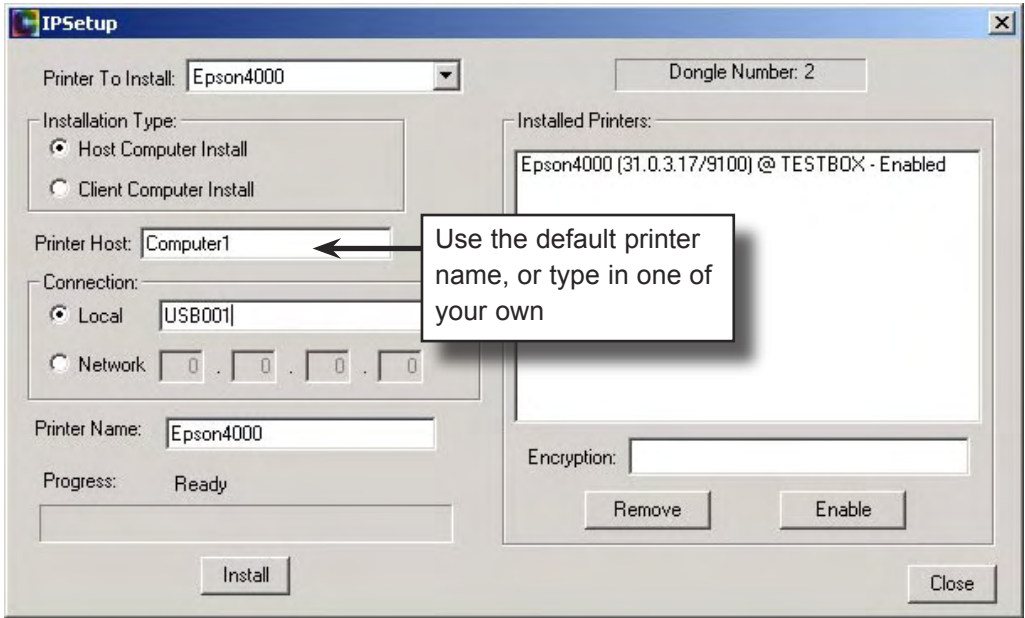 IPSetup
Printer To Install: Epson4000
Dongle Number: 2
Installation Type:
Host Computer Install
Client Computer Install
Printer Host: Computer1
Connection:
Local USB001
Network 0 . 0 . 0 . 0
Printer Name: Epson4000
Progress: Ready
Install
Installed Printers:
Epson4000 (31.0.3.17/9100) @ TESTBOX - Enabled
Use the default printer
name, or type in one of
your own
Encryption:
Remove Enable
Close